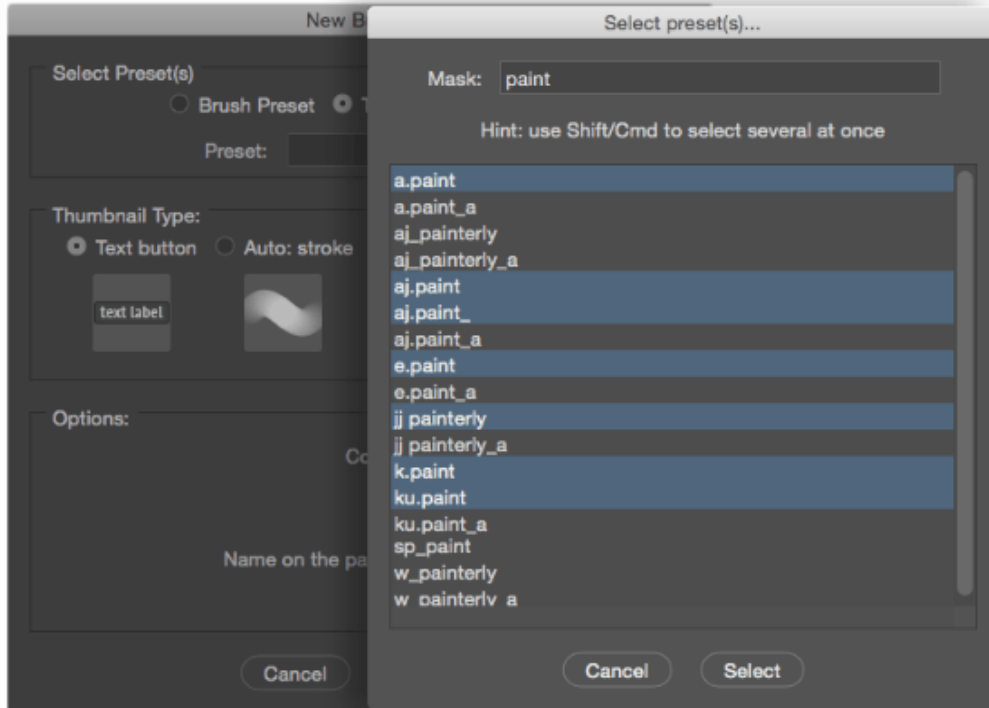 New B
Select preset(s)...
Select Preset(s)
Brush Preset
Preset:
Mask: paint
Hint: use Shift/Cmd to select several at once
Thumbnail Type:
Text button Auto: stroke
text label
a.paint
a.paint_a
aj_painterly
aj_painterly_a
aj.paint
aj.paint_
aj.paint_a
e.paint
e.paint_a
jj painterly
jj painterly_a
k.paint
ku.paint
ku.paint_a
sp_paint
w_painterly
w_painterly_a
Options:
Co
Name on the pa
Cancel
Cancel Select